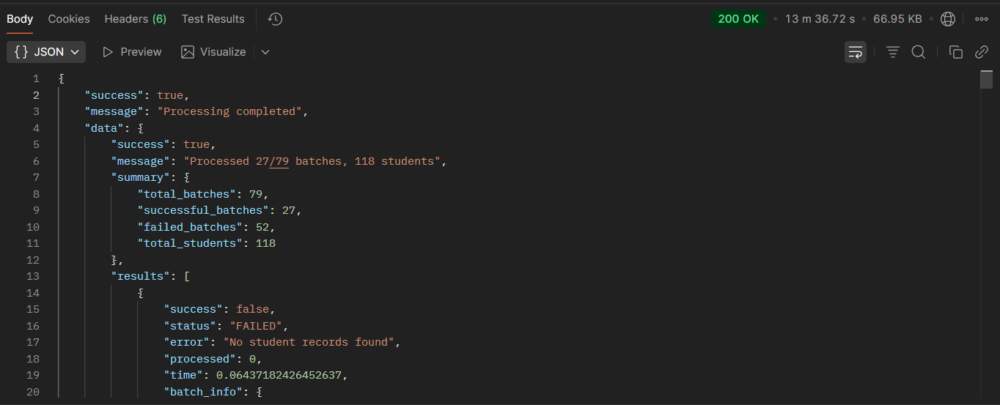 Body Cookies Headers (6) Test Results 200 OK • 13 m 36.72 s • 66.95 KB •
{} JSON Preview Visualize
1 {
2 "success": true,
3 "message": "Processing completed",
4 "data": {
5 "success": true,
6 "message": "Processed 27/79 batches, 118 students",
7 "summary": {
8 "total_batches": 79,
9 "successful_batches": 27,
10 "failed_batches": 52,
11 "total_students": 118
12 },
13 "results": [
14 {
15 "success": false,
16 "status": "FAILED",
17 "error": "No student records found",
18 "processed": 0,
19 "time": 0.06437182426452637,
20 "batch_info": {